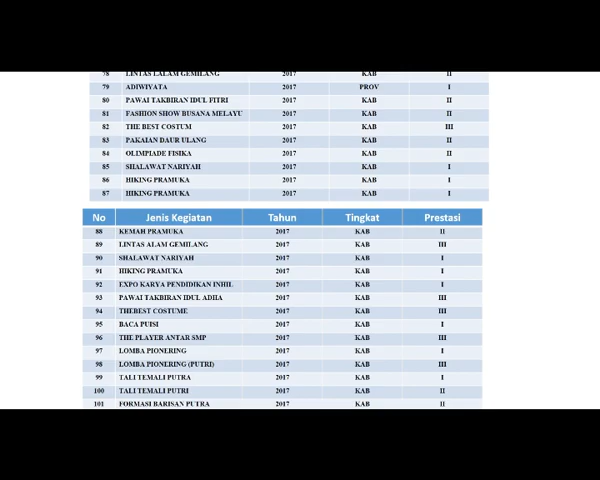 78 LINTAS LALAM GEMILANG 2017 KAB II
79 ADIWIYATA 2017 PROV I
80 PAWAI TAKBIRAN IDUL FITRI 2017 KAB II
81 FASHION SHOW BUSANA MELAYU 2017 KAB II
82 THE BEST COSTUM 2017 KAB III
83 PAKAIAN DAUR ULANG 2017 KAB II
84 OLIMPIADE FISIKA 2017 KAB II
85 SHALAWAT NARIYAH 2017 KAB I
86 HIKING PRAMUKA 2017 KAB I
87 HIKING PRAMUKA 2017 KAB I
No Jenis Kegiatan Tahun Tingkat Prestasi
88 KEMAH PRAMUKA 2017 KAB II
89 LINTAS ALAM GEMILANG 2017 KAB III
90 SHALAWAT NARIYAH 2017 KAB I
91 HIKING PRAMUKA 2017 KAB I
92 EXPO KARYA PENDIDIKAN INHIL 2017 KAB I
93 PAWAI TAKBIRAN IDUL ADHA 2017 KAB III
94 THEBEST COSTUME 2017 KAB III
95 BACA PUISI 2017 KAB I
96 THE PLAYER ANTAR SMP 2017 KAB III
97 LOMBA PIONERING 2017 KAB I
98 LOMBA PIONERING (PUTRI) 2017 KAB III
99 TALI TEMALI PUTRA 2017 KAB I
100 TALI TEMALI PUTRI 2017 KAB II
101 FORMASI BARISAN PUTRA 2017 KAB II